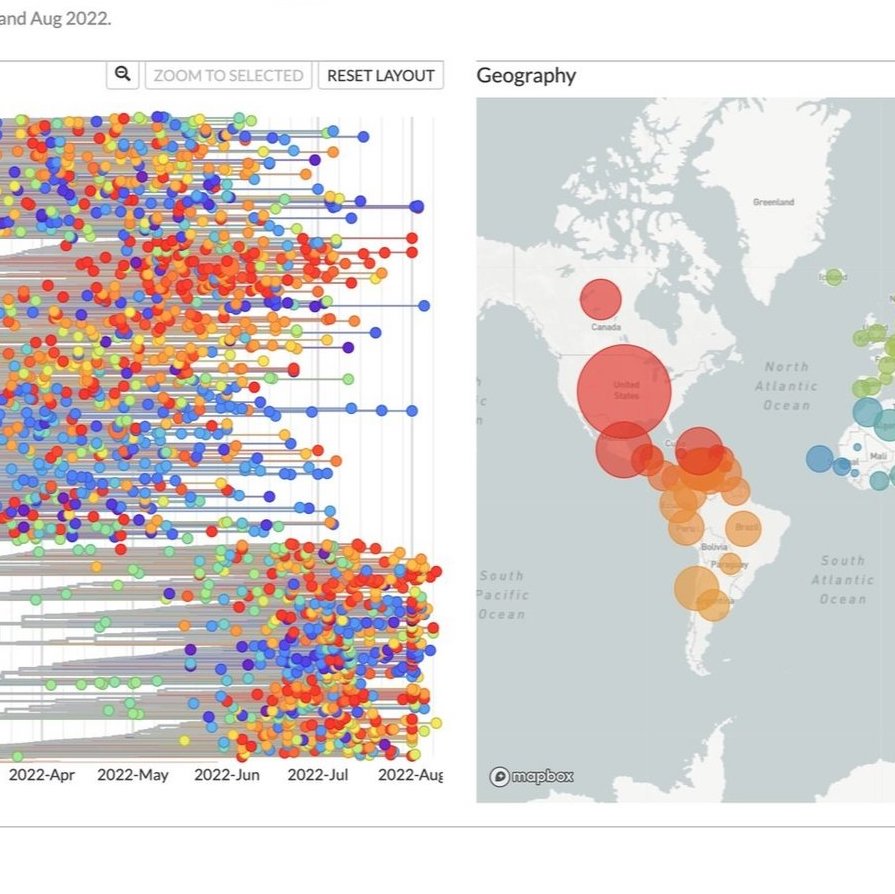 and Aug 2022.
ZOOM TO SELECTED
RESET LAYOUT
Geography
Greenland
Iceland
Canada
United
States
North
Atlantic
Ocean
Mali
Peru
Brazil
Bolivia
Paraguay
Argentina
South
Pacific
Ocean
South
Atlantic
Ocean
mapbox
2022-Apr
2022-May
2022-Jun
2022-Jul
2022-Aug